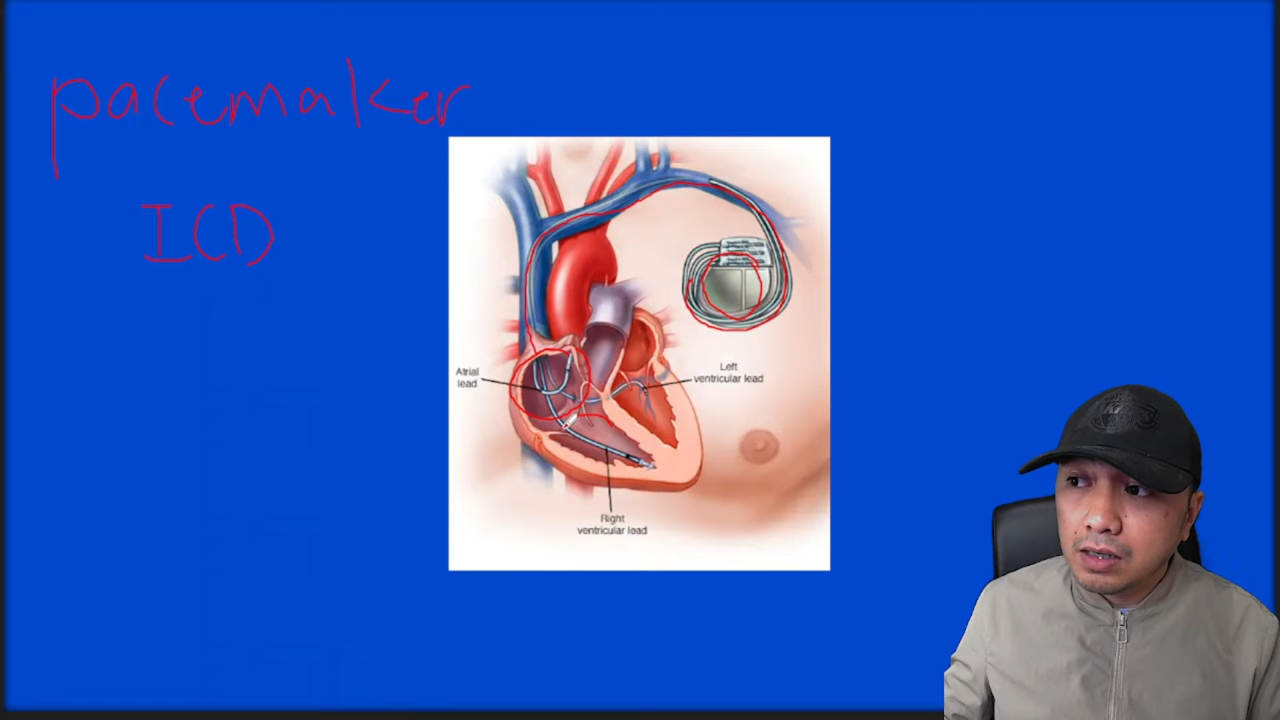 pacemaker
ICD
Atrial
lead
Left
ventricular lead
Right
ventricular lead